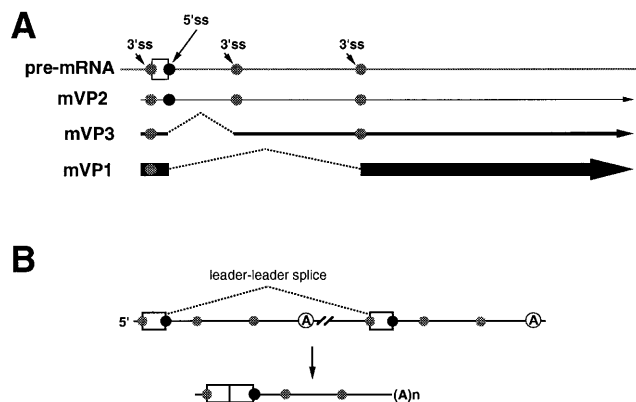 A
5'ss
3'ss 3'ss 3'ss
pre-mRNA
mVP2
mVP3
mVP1
B
leader-leader splice
5' A A
(A)n